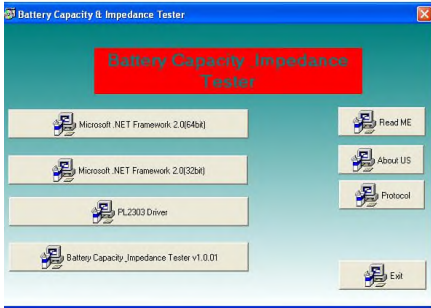 Battery Capacity & Impedance Tester
Battery Capacity Impedance
Tester
Microsoft .NET Framework 2.0(64bit)
Read ME
Microsoft .NET Framework 2.0(32bit)
About US
PL2303 Driver
Protocol
Battery Capacity_Impedance Tester v1.0.01
Exit